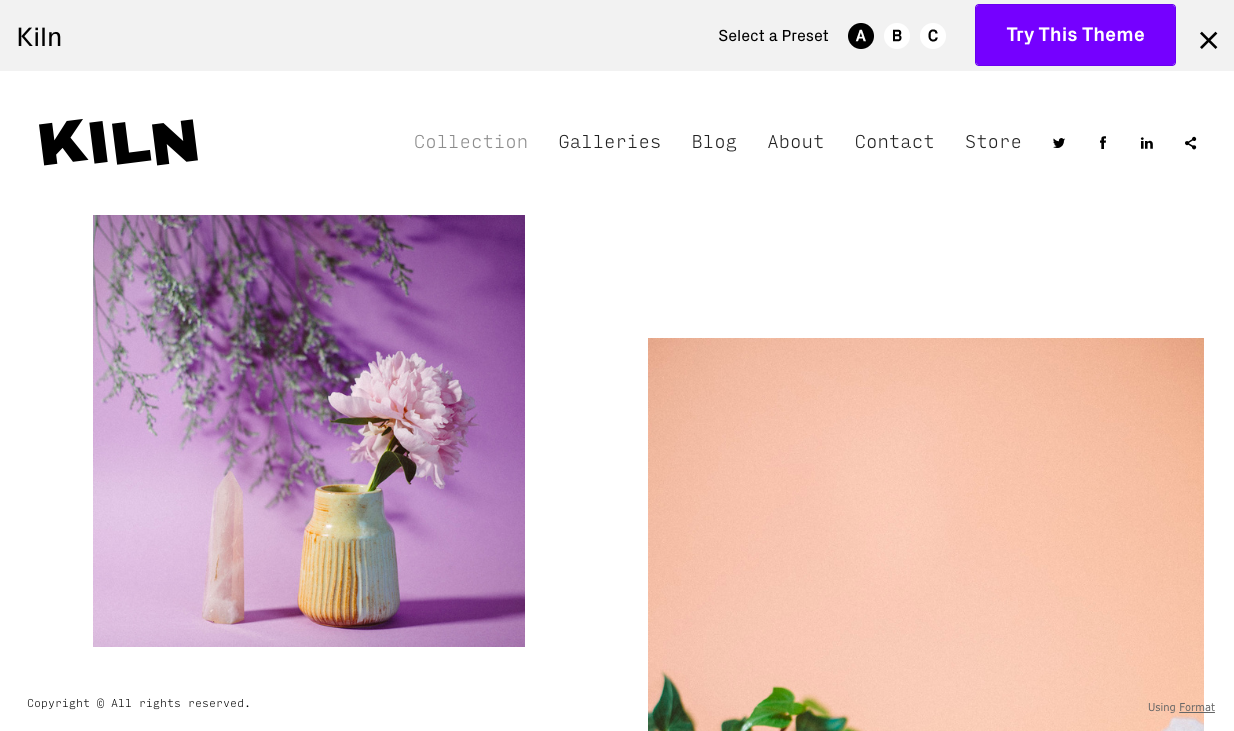 Kiln
Select a Preset A B C Try This Theme
KILN
Collection Galleries Blog About Contact Store
Copyright © All rights reserved.
Using Format